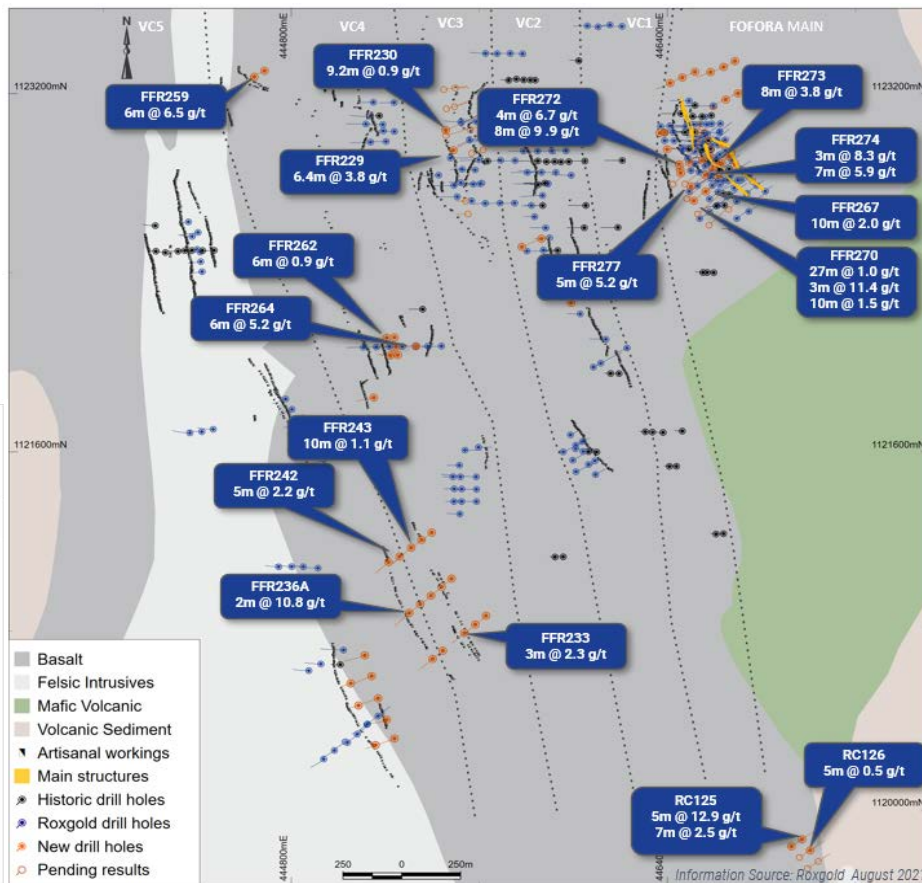 VC5
VC4
VC3
VC2
VC1
FOFORA MAIN
N
444800mE
446400mE
1123200mN
1123200mN
FFR259
6m @ 6.5 g/t
FFR230
9.2m @ 0.9 g/t
FFR272
4m @ 6.7 g/t
8m @ 9 .9 g/t
FFR273
8m @ 3.8 g/t
FFR229
6.4m @ 3.8 g/t
FFR274
3m @ 8.3 g/t
7m @ 5.9 g/t
FFR267
10m @ 2.0 g/t
FFR262
6m @ 0.9 g/t
FFR277
5m @ 5.2 g/t
FFR270
27m @ 1.0 g/t
3m @ 11.4 g/t
10m @ 1.5 g/t
FFR264
6m @ 5.2 g/t
1121600mN
1121600mN
FFR243
10m @ 1.1 g/t
FFR242
5m @ 2.2 g/t
FFR236A
2m @ 10.8 g/t
FFR233
3m @ 2.3 g/t
Basalt
Felsic Intrusives
Mafic Volcanic
Volcanic Sediment
Artisanal workings
Main structures
Historic drill holes
Roxgold drill holes
New drill holes
Pending results
RC126
5m @ 0.5 g/t
RC125
5m @ 12.9 g/t
7m @ 2.5 g/t
1120000mN
444800mE
250 0 250m
Information Source: Roxgold August 202